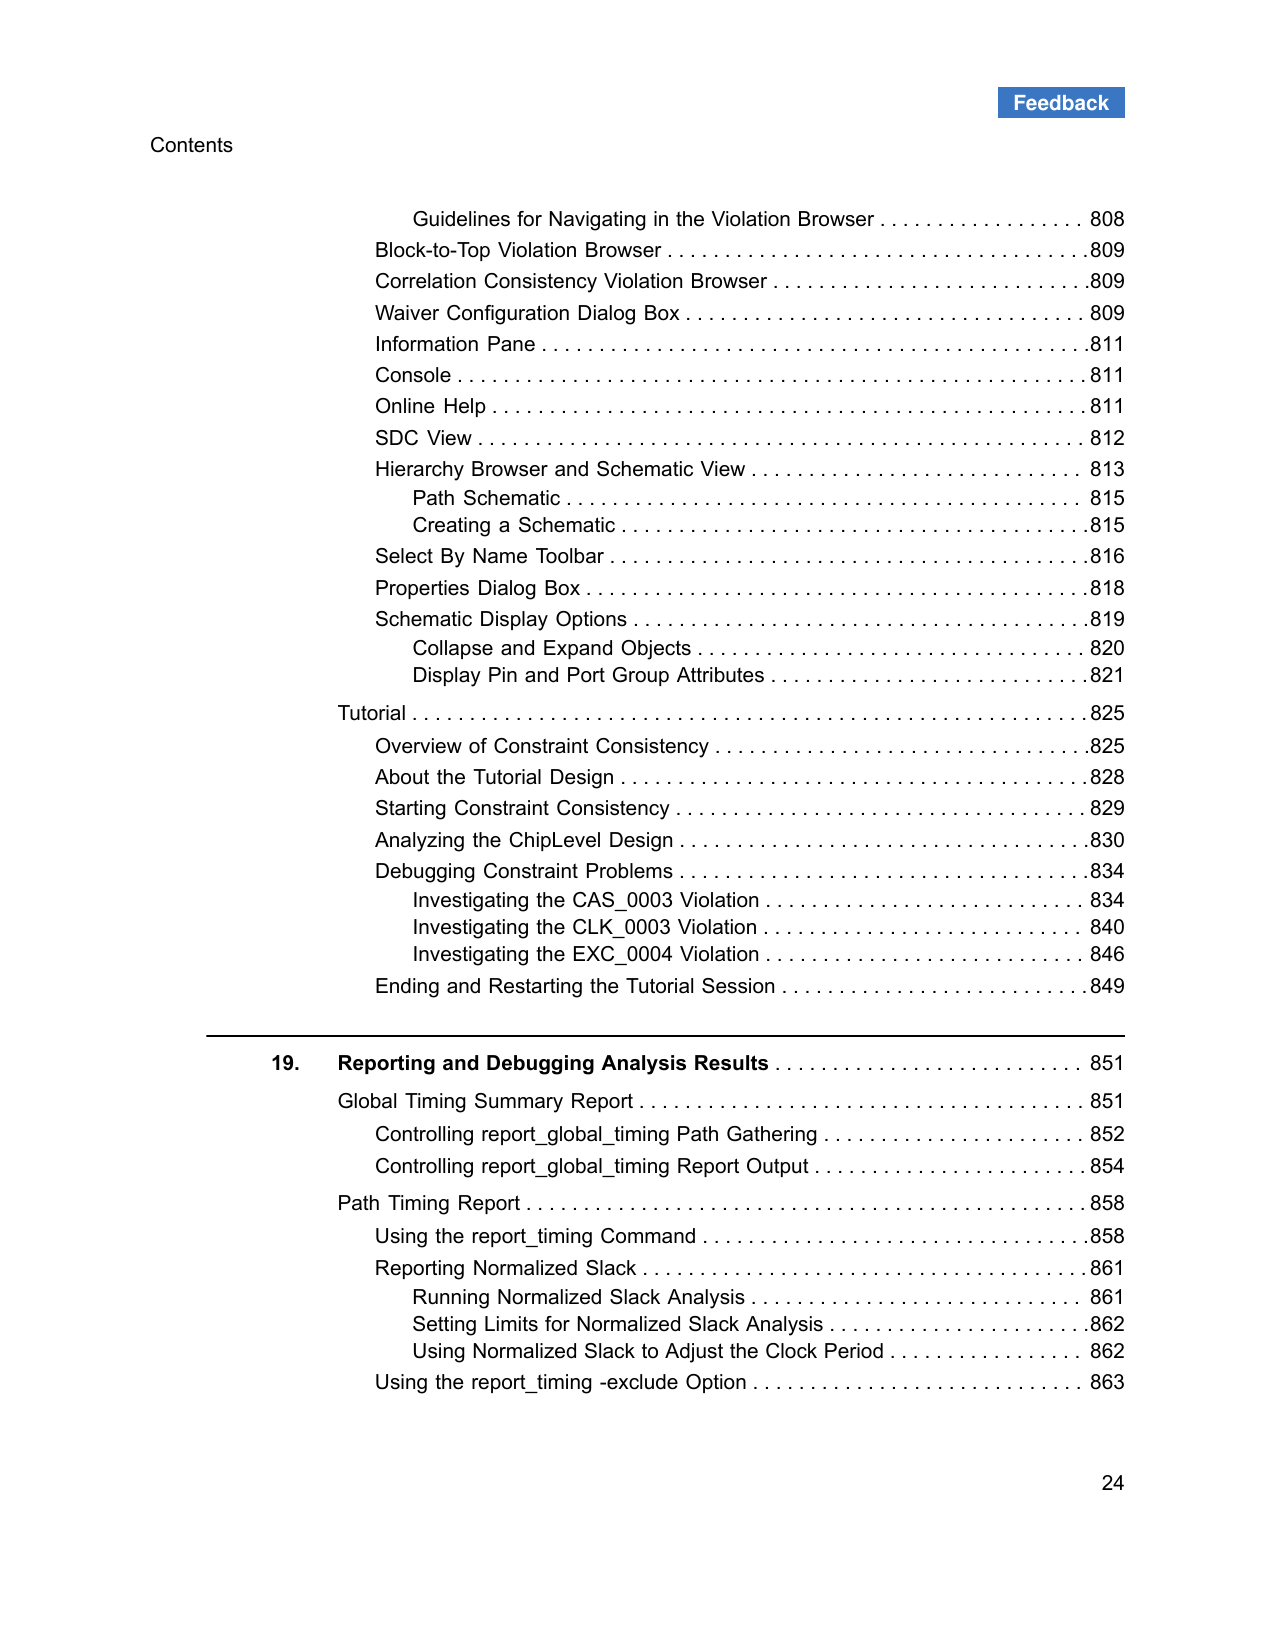 Feedback
Contents
Guidelines for Navigating in the Violation Browser . . . . . . . . . . . . . . . . . . 808
Block-to-Top Violation Browser . . . . . . . . . . . . . . . . . . . . . . . . . . . . . . . . . . . . . 809
Correlation Consistency Violation Browser . . . . . . . . . . . . . . . . . . . . . . . . . . . . 809
Waiver Configuration Dialog Box . . . . . . . . . . . . . . . . . . . . . . . . . . . . . . . . . . . 809
Information Pane . . . . . . . . . . . . . . . . . . . . . . . . . . . . . . . . . . . . . . . . . . . . . . . . 811
Console . . . . . . . . . . . . . . . . . . . . . . . . . . . . . . . . . . . . . . . . . . . . . . . . . . . . . . . 811
Online Help . . . . . . . . . . . . . . . . . . . . . . . . . . . . . . . . . . . . . . . . . . . . . . . . . . . . 811
SDC View . . . . . . . . . . . . . . . . . . . . . . . . . . . . . . . . . . . . . . . . . . . . . . . . . . . . . 812
Hierarchy Browser and Schematic View . . . . . . . . . . . . . . . . . . . . . . . . . . . . . 813
Path Schematic . . . . . . . . . . . . . . . . . . . . . . . . . . . . . . . . . . . . . . . . . . . . . 815
Creating a Schematic . . . . . . . . . . . . . . . . . . . . . . . . . . . . . . . . . . . . . . . . . 815
Select By Name Toolbar . . . . . . . . . . . . . . . . . . . . . . . . . . . . . . . . . . . . . . . . . . 816
Properties Dialog Box . . . . . . . . . . . . . . . . . . . . . . . . . . . . . . . . . . . . . . . . . . . . 818
Schematic Display Options . . . . . . . . . . . . . . . . . . . . . . . . . . . . . . . . . . . . . . . . 819
Collapse and Expand Objects . . . . . . . . . . . . . . . . . . . . . . . . . . . . . . . . . . 820
Display Pin and Port Group Attributes . . . . . . . . . . . . . . . . . . . . . . . . . . . . 821
Tutorial . . . . . . . . . . . . . . . . . . . . . . . . . . . . . . . . . . . . . . . . . . . . . . . . . . . . . . . . . . . 825
Overview of Constraint Consistency . . . . . . . . . . . . . . . . . . . . . . . . . . . . . . . . . 825
About the Tutorial Design . . . . . . . . . . . . . . . . . . . . . . . . . . . . . . . . . . . . . . . . . 828
Starting Constraint Consistency . . . . . . . . . . . . . . . . . . . . . . . . . . . . . . . . . . . . 829
Analyzing the ChipLevel Design . . . . . . . . . . . . . . . . . . . . . . . . . . . . . . . . . . . . 830
Debugging Constraint Problems . . . . . . . . . . . . . . . . . . . . . . . . . . . . . . . . . . . . 834
Investigating the CAS_0003 Violation . . . . . . . . . . . . . . . . . . . . . . . . . . . . 834
Investigating the CLK_0003 Violation . . . . . . . . . . . . . . . . . . . . . . . . . . . . 840
Investigating the EXC_0004 Violation . . . . . . . . . . . . . . . . . . . . . . . . . . . . 846
Ending and Restarting the Tutorial Session . . . . . . . . . . . . . . . . . . . . . . . . . . . 849
19. Reporting and Debugging Analysis Results . . . . . . . . . . . . . . . . . . . . . . . . . . . 851
Global Timing Summary Report . . . . . . . . . . . . . . . . . . . . . . . . . . . . . . . . . . . . . . . 851
Controlling report_global_timing Path Gathering . . . . . . . . . . . . . . . . . . . . . . . 852
Controlling report_global_timing Report Output . . . . . . . . . . . . . . . . . . . . . . . . 854
Path Timing Report . . . . . . . . . . . . . . . . . . . . . . . . . . . . . . . . . . . . . . . . . . . . . . . . . 858
Using the report_timing Command . . . . . . . . . . . . . . . . . . . . . . . . . . . . . . . . . . 858
Reporting Normalized Slack . . . . . . . . . . . . . . . . . . . . . . . . . . . . . . . . . . . . . . . 861
Running Normalized Slack Analysis . . . . . . . . . . . . . . . . . . . . . . . . . . . . . 861
Setting Limits for Normalized Slack Analysis . . . . . . . . . . . . . . . . . . . . . . . 862
Using Normalized Slack to Adjust the Clock Period . . . . . . . . . . . . . . . . . 862
Using the report_timing -exclude Option . . . . . . . . . . . . . . . . . . . . . . . . . . . . . 863
24